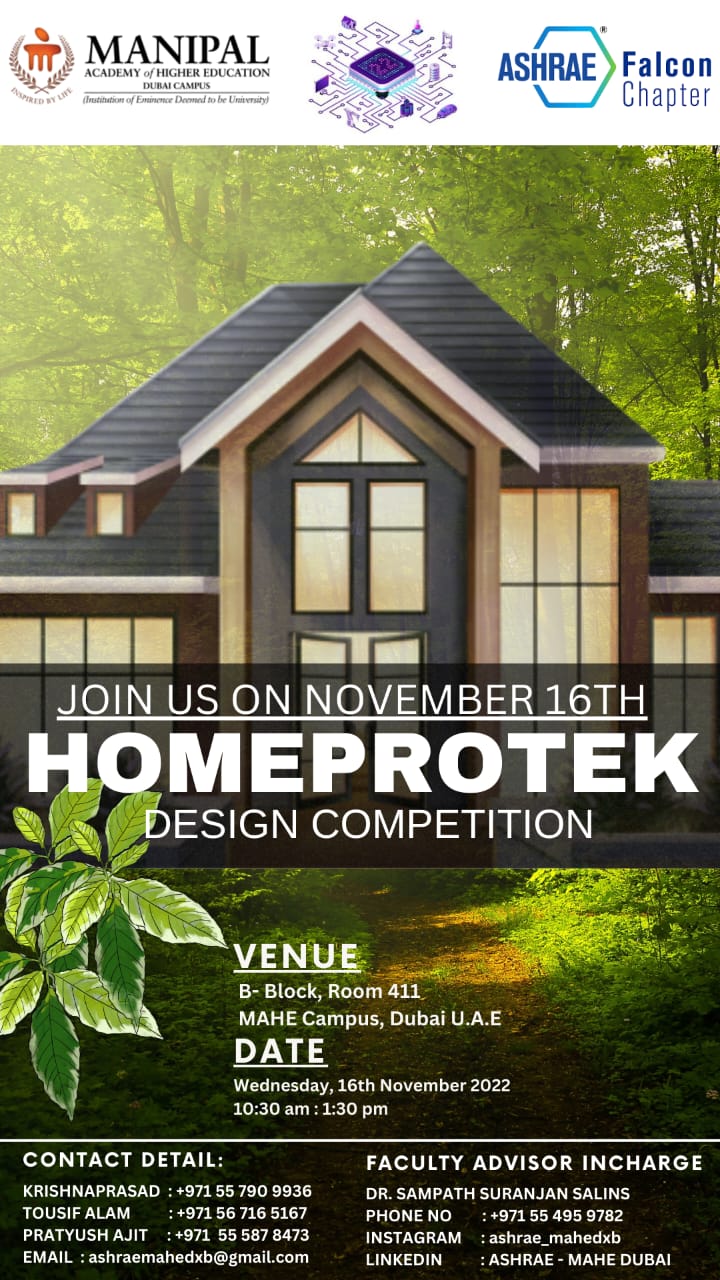 MANIPAL
ACADEMY of HIGHER EDUCATION
DUBAI CAMPUS
(Institution of Eminence Deemed to be University)
INSPIRED BY LIFE
ASHRAE®
Falcon
Chapter
JOIN US ON NOVEMBER 16TH
HOMEPROTEK
DESIGN COMPETITION
VENUE
B- Block, Room 411
MAHE Campus, Dubai U.A.E
DATE
Wednesday, 16th November 2022
10:30 am : 1:30 pm
CONTACT DETAIL:
KRISHNAPRASAD : +971 55 790 9936
TOUSIF ALAM : +971 56 716 5167
PRATYUSH AJIT : +971 55 587 8473
EMAIL : ashraemahedxb@gmail.com
FACULTY ADVISOR INCHARGE
DR. SAMPATH SURANJAN SALINS
PHONE NO : +971 55 495 9782
INSTAGRAM : ashrae_mahedxb
LINKEDIN : ASHRAE - MAHE DUBAI